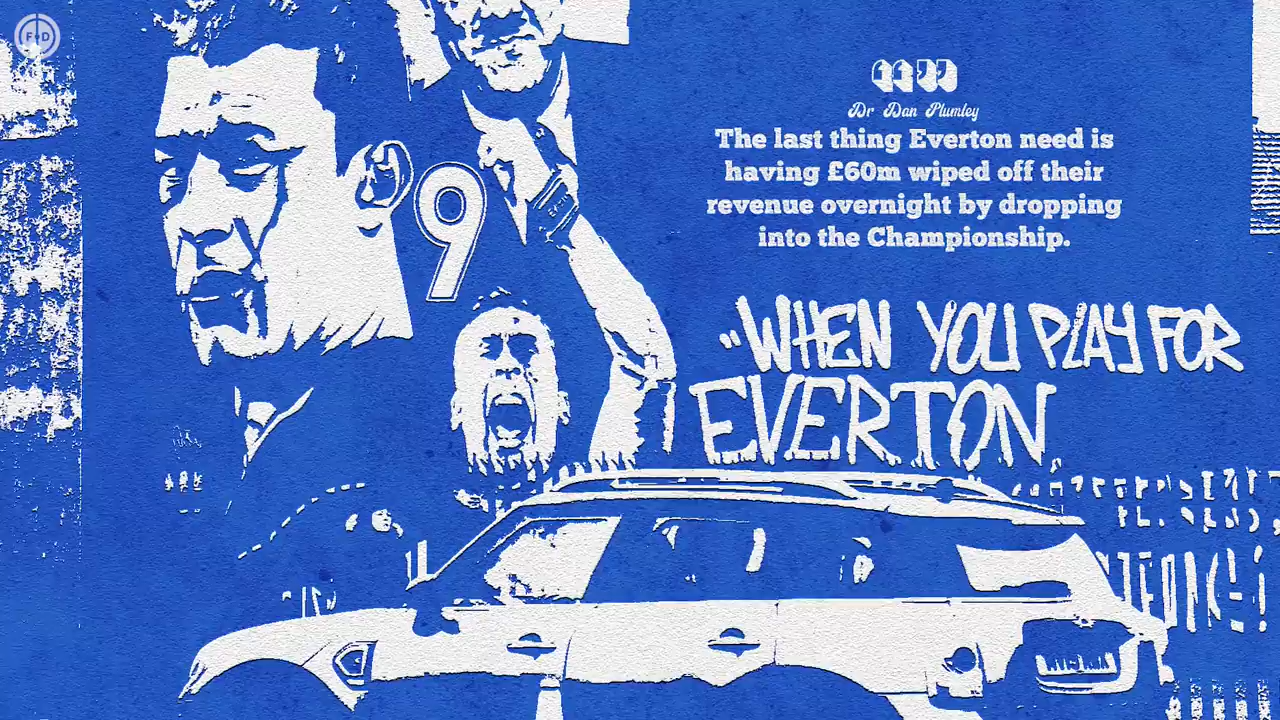 F D
Dr Dan Plumley
The last thing Everton need is
having £60m wiped off their
revenue overnight by dropping
into the Championship.
9
"WHEN YOU PLAY FOR
EVERTON